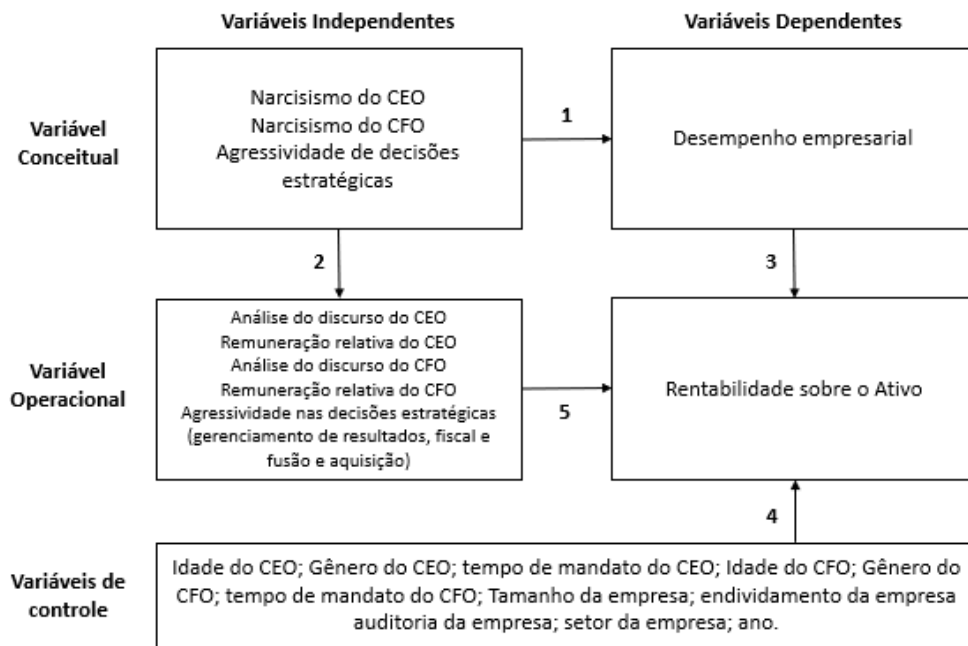 Variáveis Independentes
Variáveis Dependentes
Variável
Conceitual
Narcisismo do CEO
Narcisismo do CFO
Agressividade de decisões
estratégicas
1
Desempenho empresarial
2
3
Variável
Operacional
Análise do discurso do CEO
Remuneração relativa do CEO
Análise do discurso do CFO
Remuneração relativa do CFO
Agressividade nas decisões estratégicas
(gerenciamento de resultados, fiscal e
fusão e aquisição)
5
Rentabilidade sobre o Ativo
4
Variáveis de
controle
Idade do CEO; Gênero do CEO; tempo de mandato do CEO; Idade do CFO; Gênero do
CFO; tempo de mandato do CFO; Tamanho da empresa; endividamento da empresa
auditoria da empresa; setor da empresa; ano.